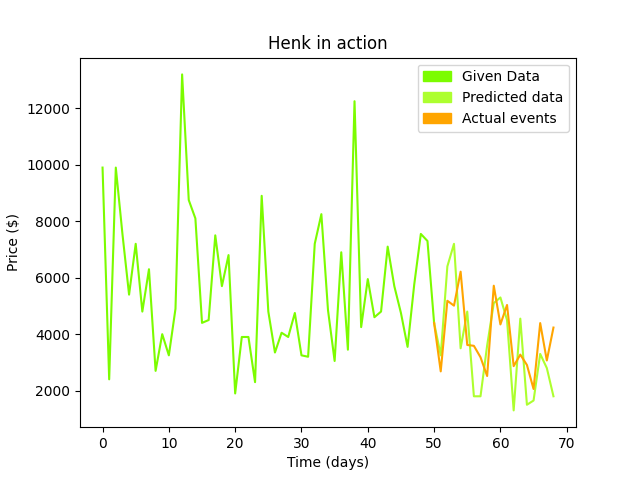 Henk in action
Given Data
Predicted data
Actual events
Price ($)
12000
10000
8000
6000
4000
2000
0 10 20 30 40 50 60 70
Time (days)